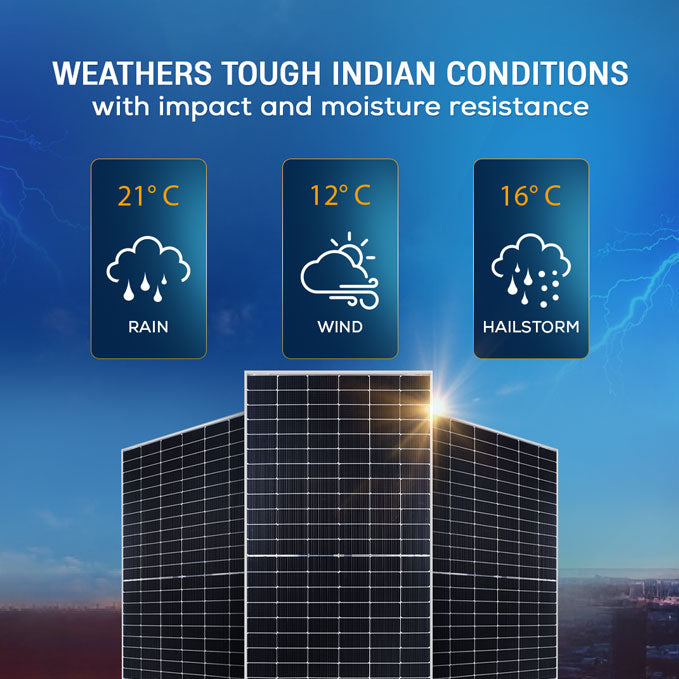 WEATHERS TOUGH INDIAN CONDITIONS
with impact and moisture resistance
21° C
12° C
16° C
RAIN
WIND
HAILSTORM